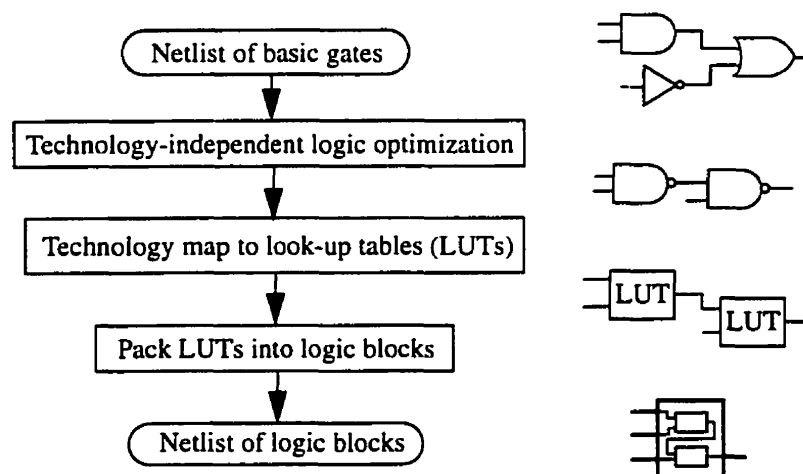 Netlist of basic gates
Technology-independent logic optimization
Technology map to look-up tables (LUTs)
LUT
LUT
Pack LUTs into logic blocks
Netlist of logic blocks